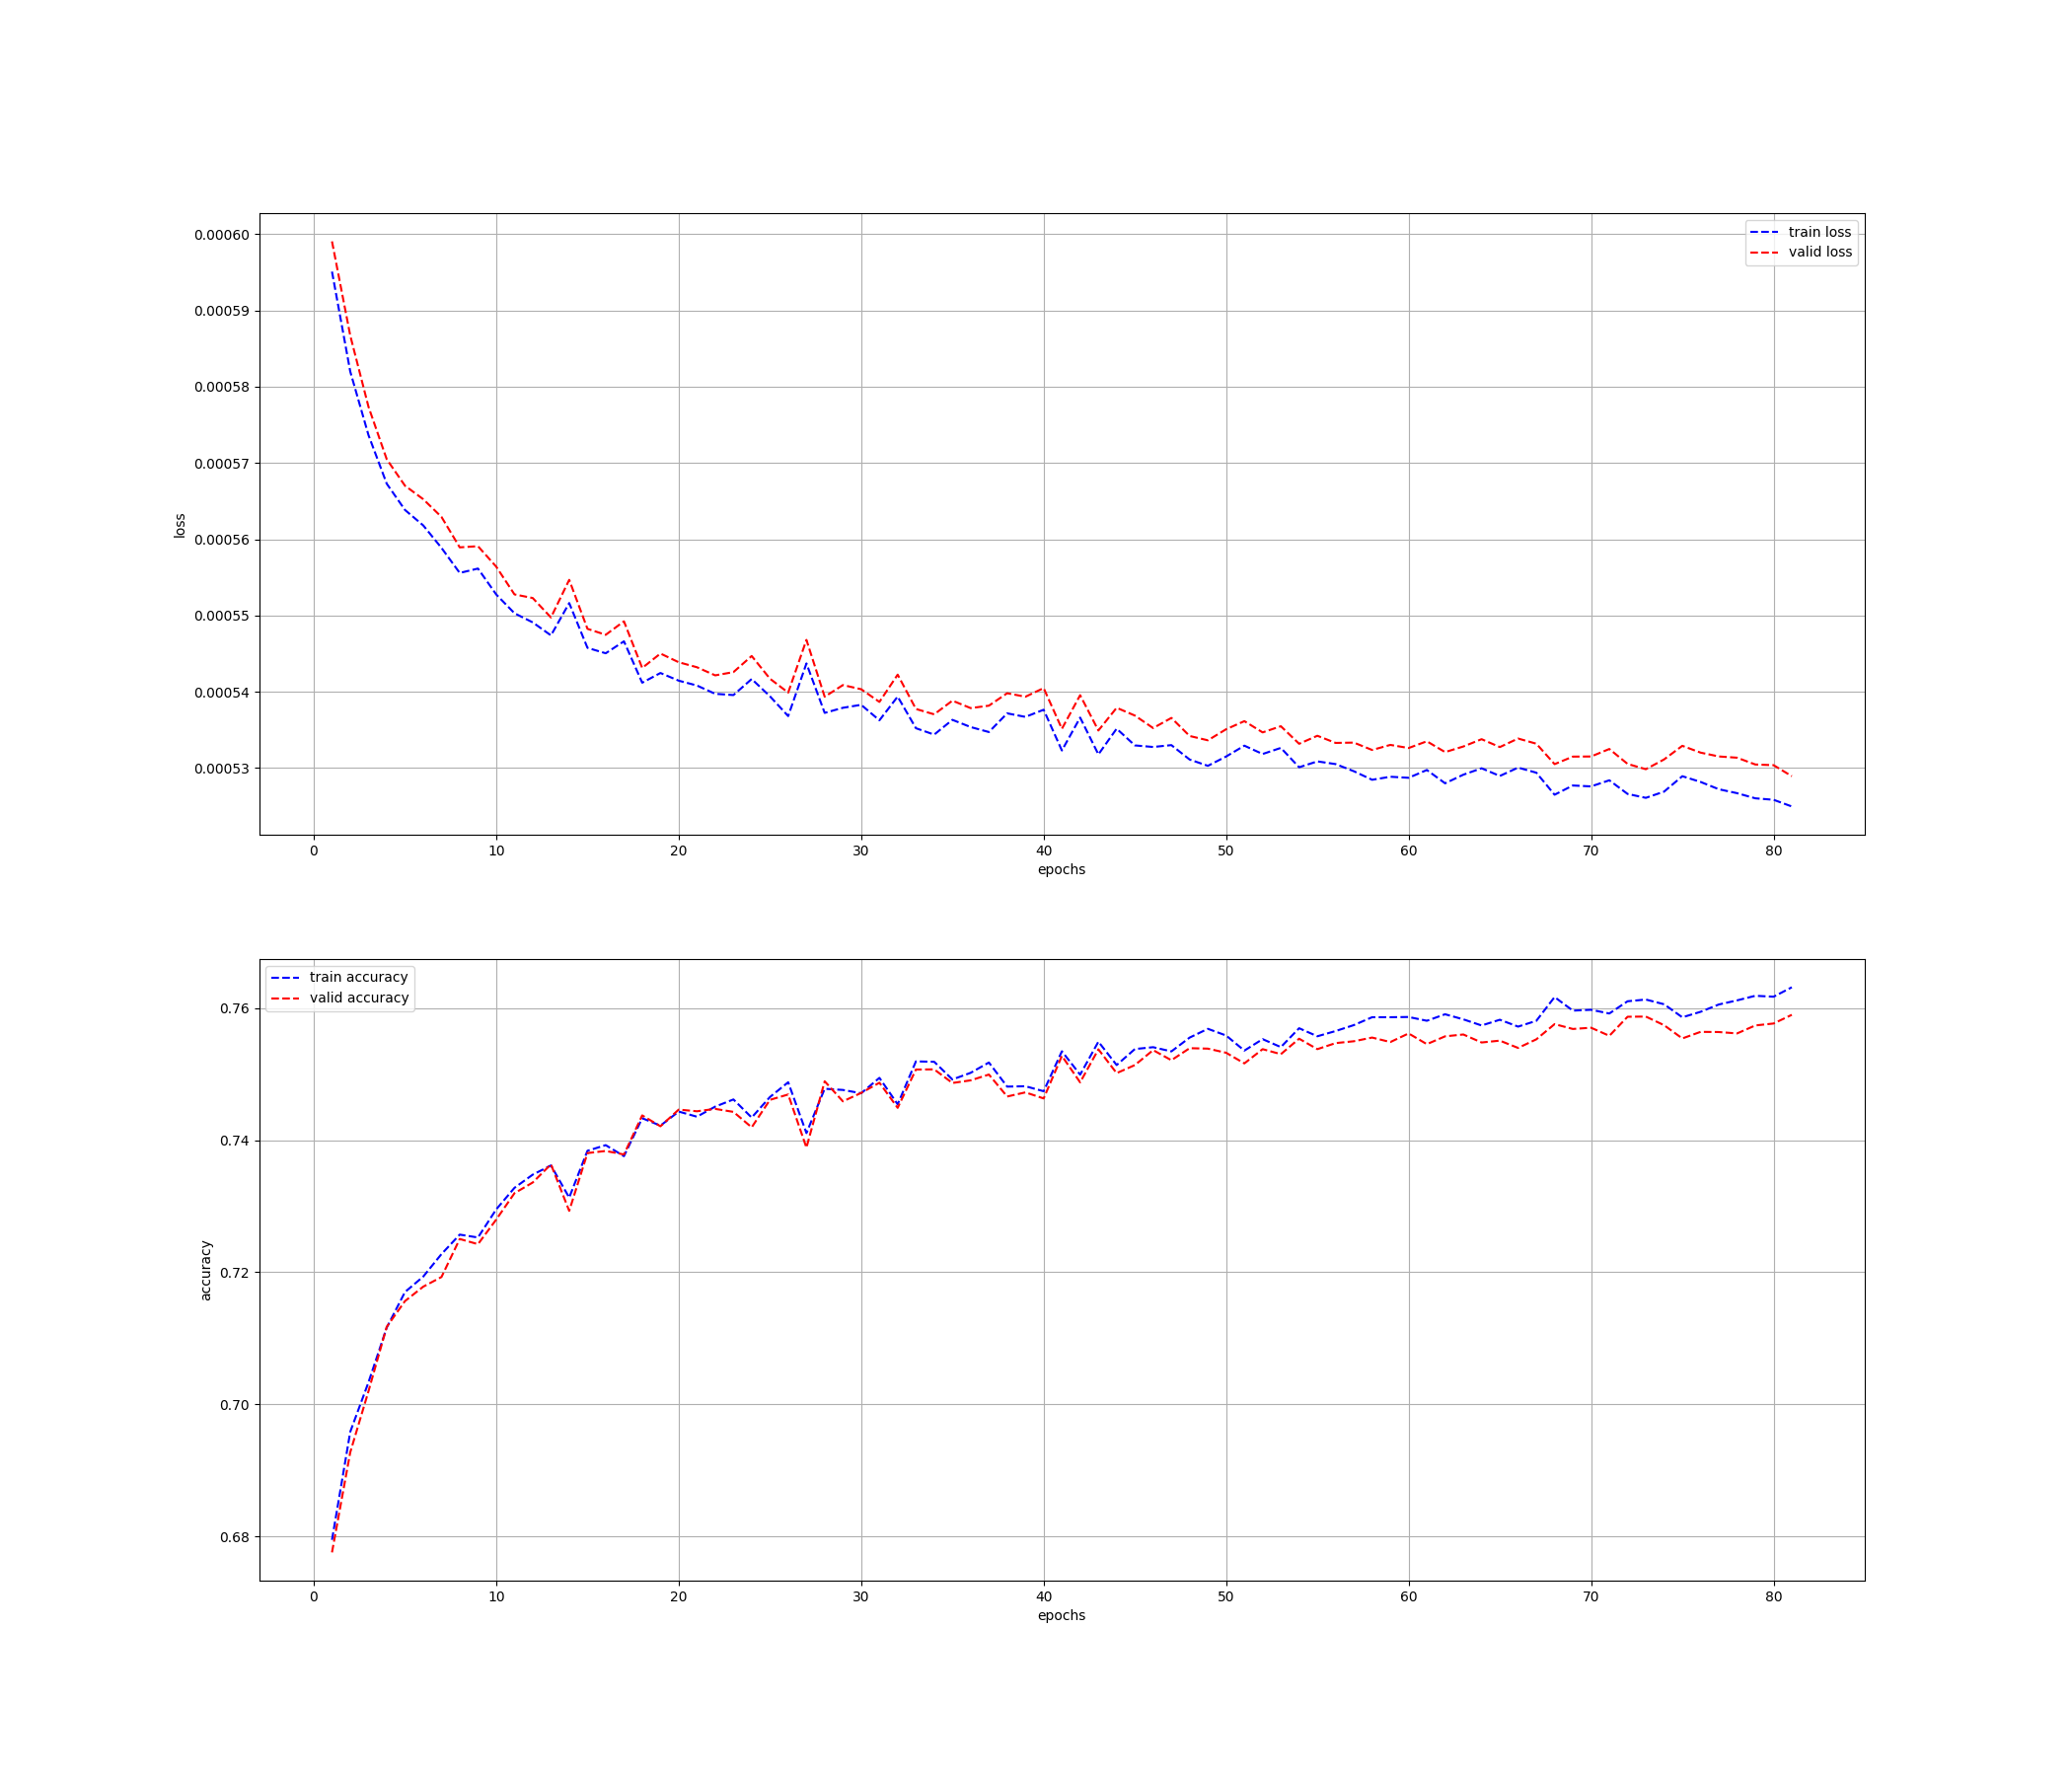 0.00060
0.00059
0.00058
0.00057
0.00056
0.00055
0.00054
0.00053
loss
train loss
valid loss
0 10 20 30 40 50 60 70 80
epochs
train accuracy
valid accuracy
0.76
0.74
0.72
0.70
0.68
accuracy
0 10 20 30 40 50 60 70 80
epochs